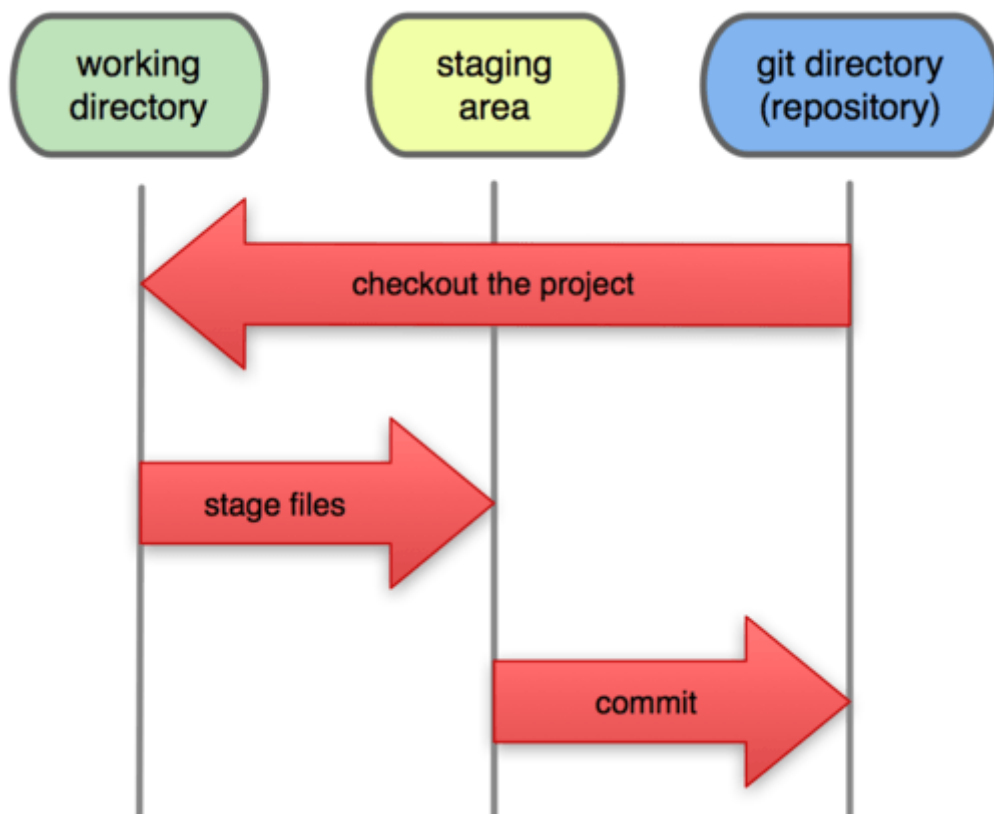 working
directory
staging
area
git directory
(repository)
checkout the project
stage files
commit